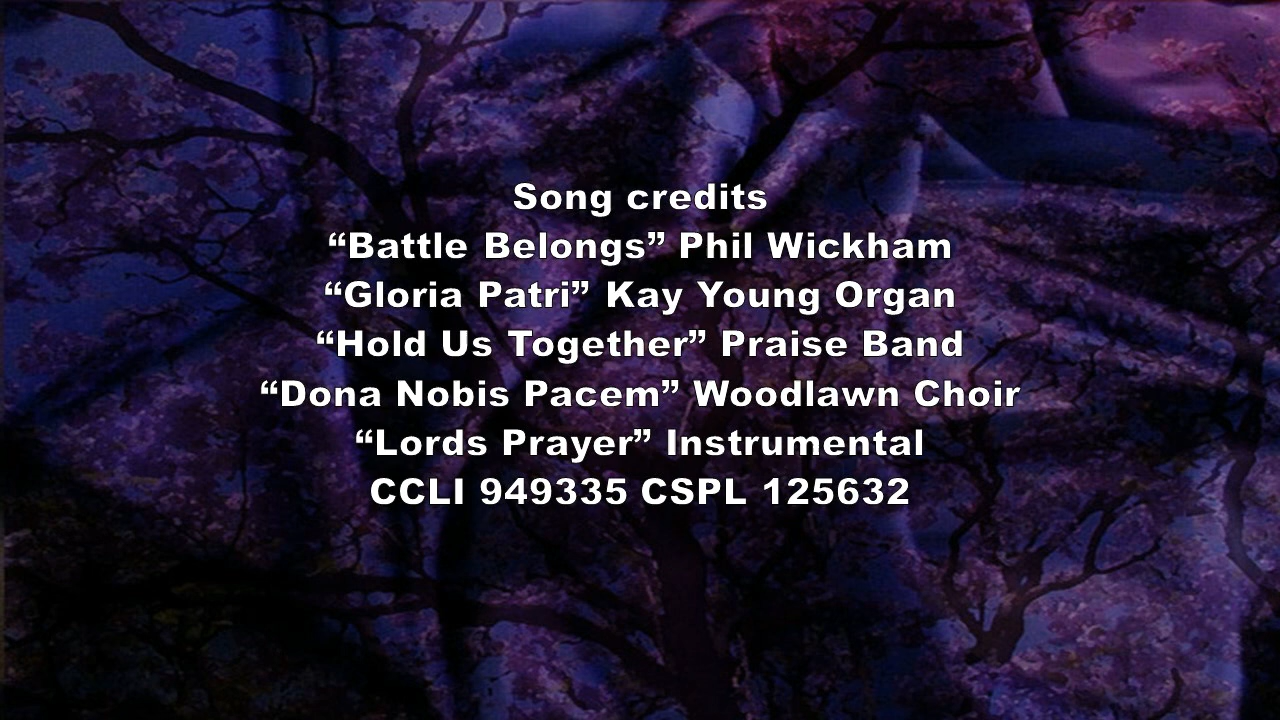 Song credits
“Battle Belongs” Phil Wickham
“Gloria Patri” Kay Young Organ
“Hold Us Together” Praise Band
“Dona Nobis Pacem” Woodlawn Choir
“Lords Prayer” Instrumental
CCLI 949335 CSPL 125632